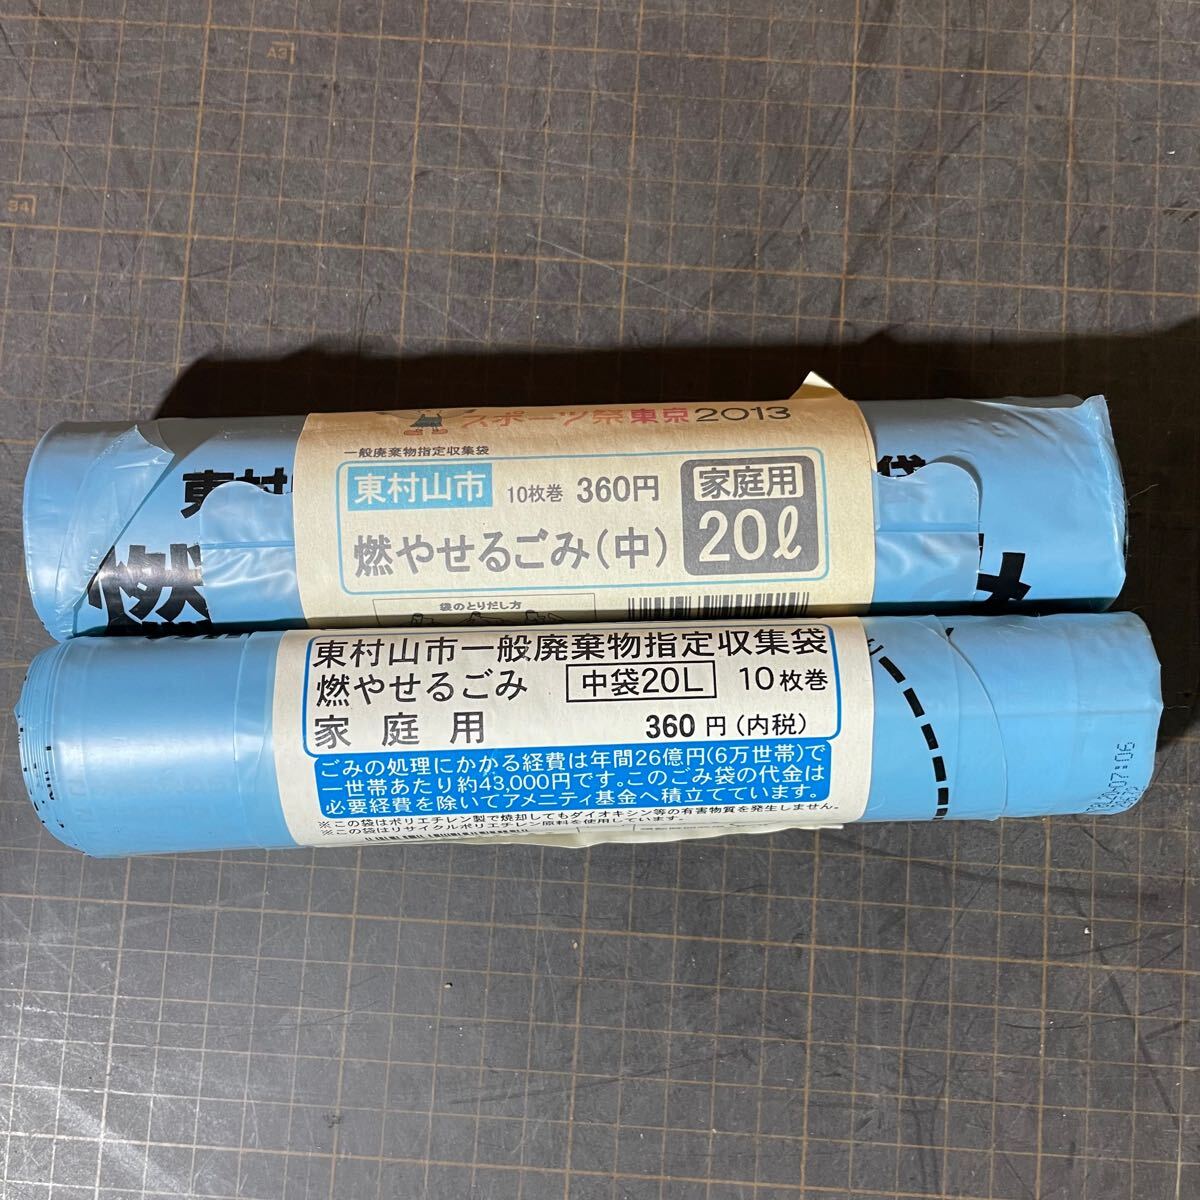 A3
B4
スポーツ祭東京2013
一般廃棄物指定収集袋
東村山市 10枚巻 360円
家庭用
20ℓ
燃やせるごみ(中)
袋のとりだし方
東村
燃
袋
み
東村山市一般廃棄物指定収集袋
燃やせるごみ 中袋20L 10枚巻
家庭用 360円(内税)
ごみの処理にかかる経費は年間26億円(6万世帯)で
一世帯あたり約43,000円です。このごみ袋の代金は
必要経費を除いてアメニティ基金へ積立てています。
※この袋はポリエチレン製で焼却してもダイオキシン等の有害物質を発生しません。
※この袋はリサイクルポリエチレン原料を使用しています。